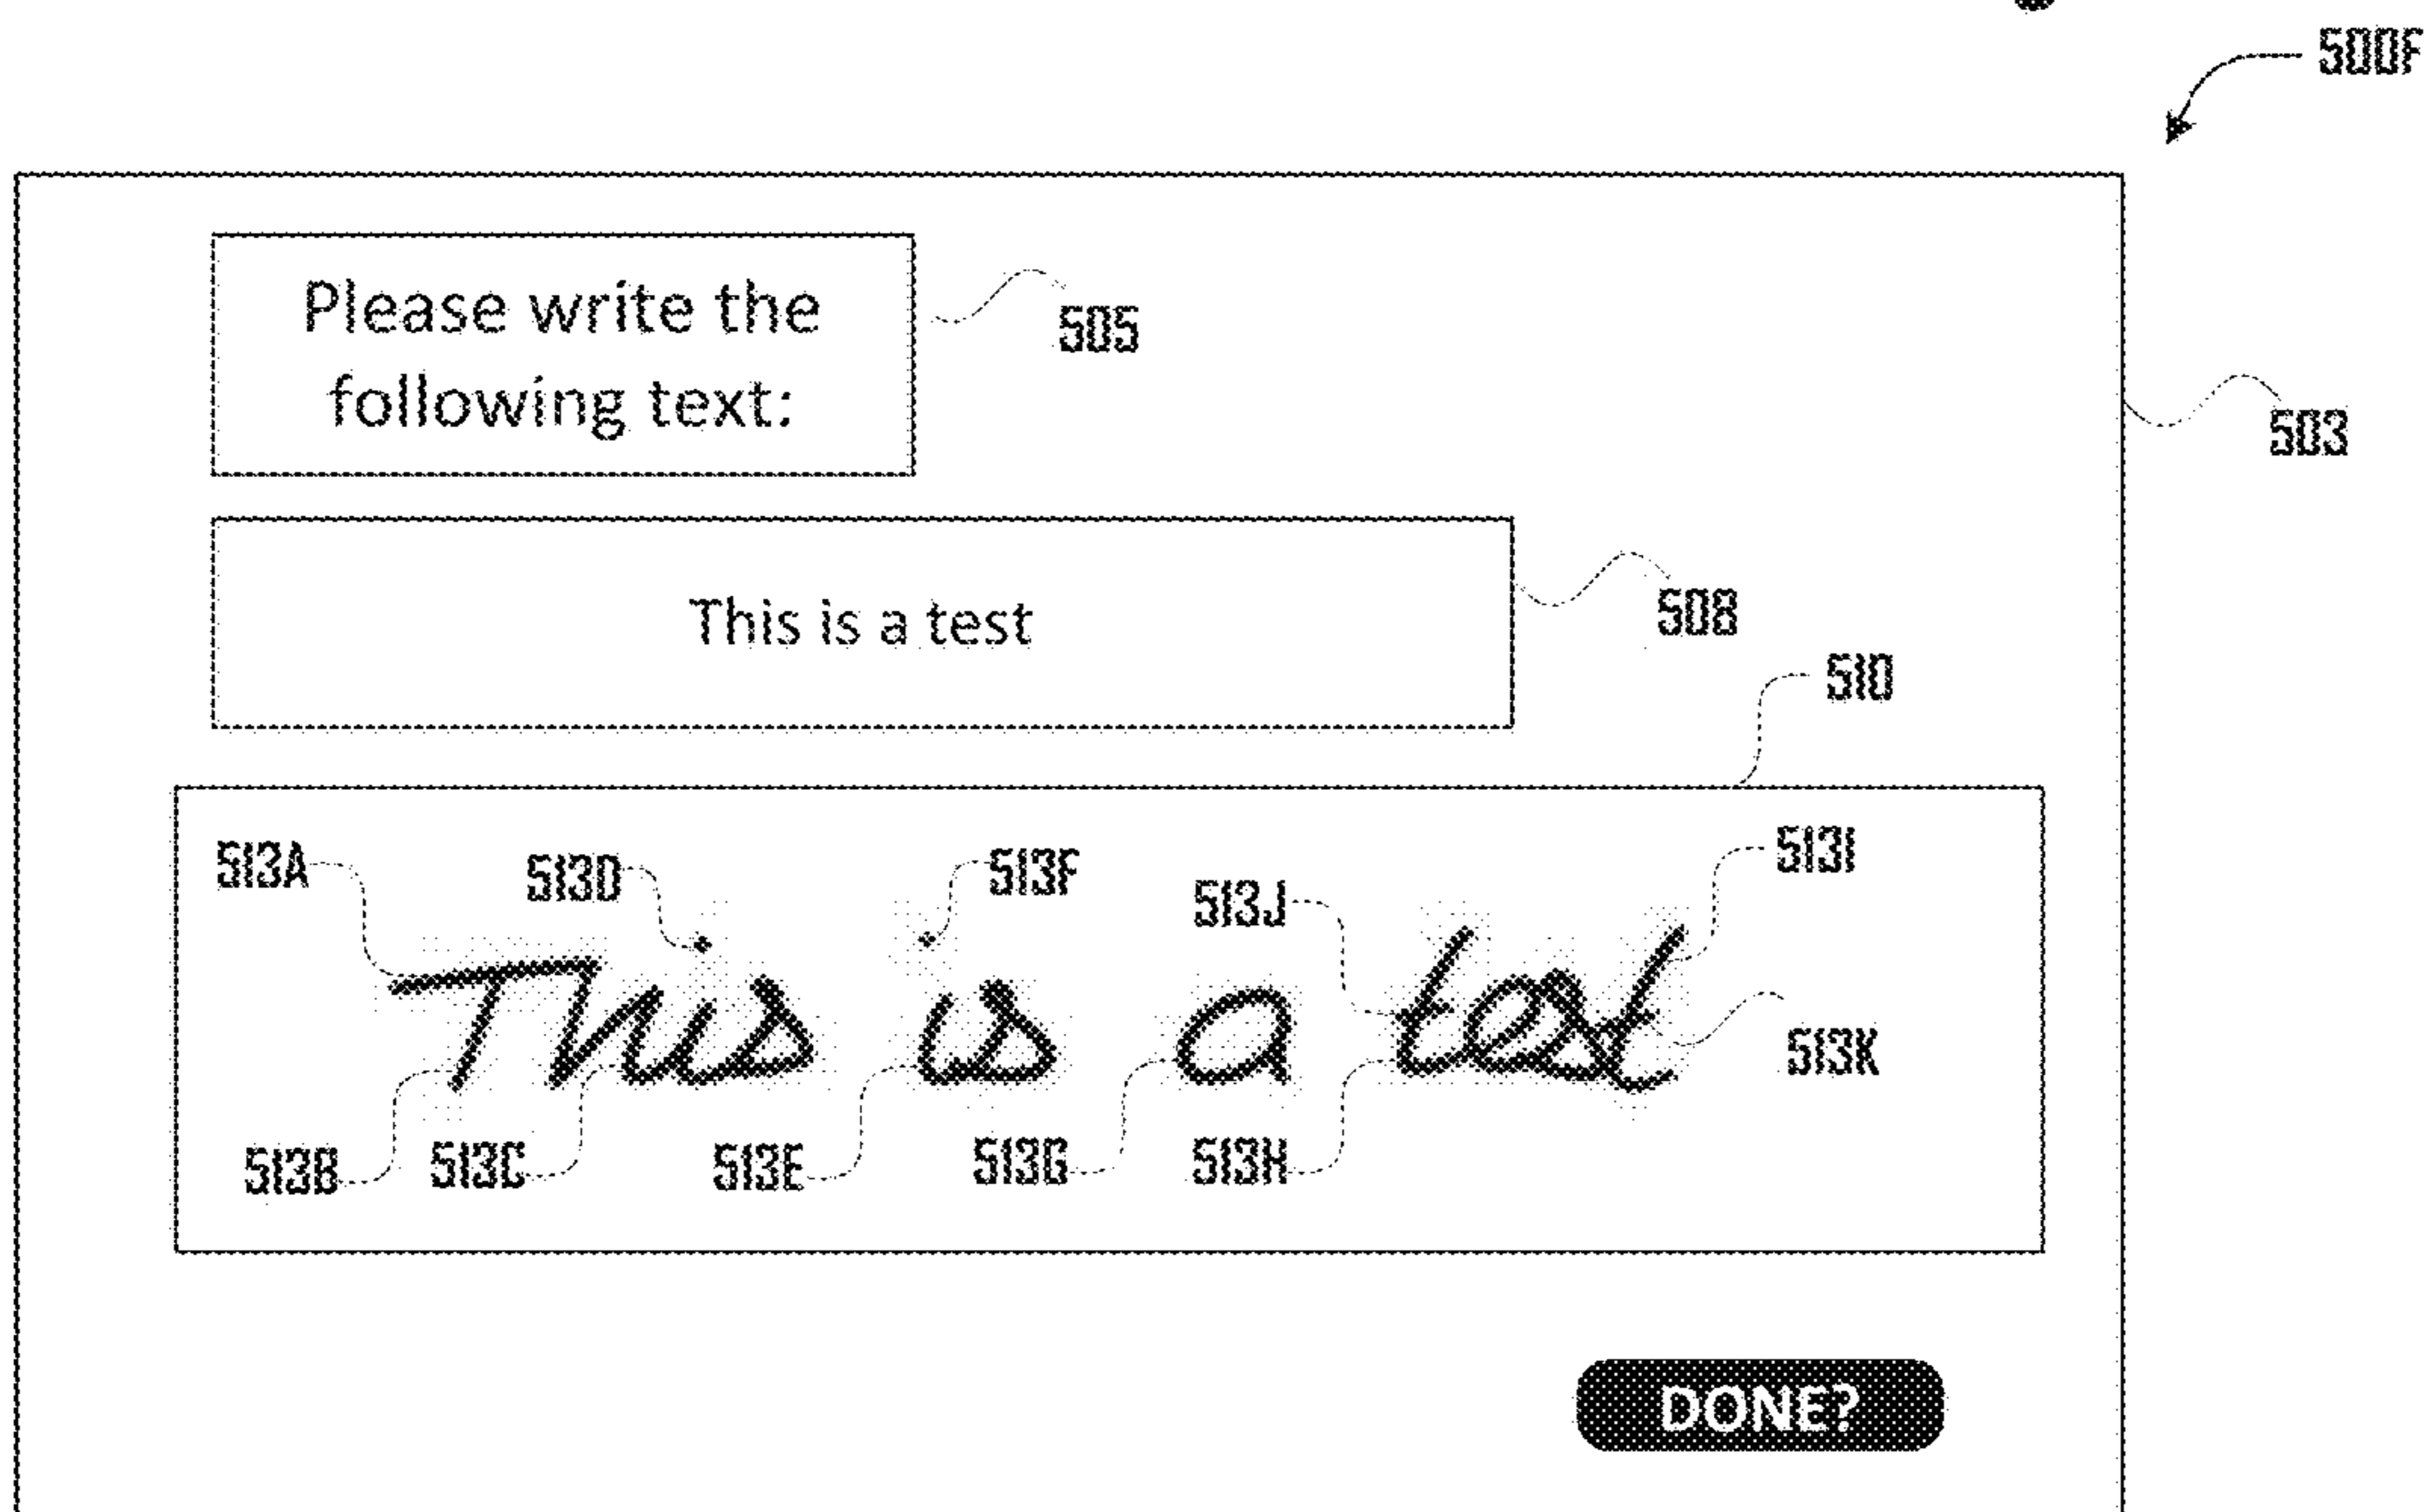 500F
Please write the
following text:
505
503
This is a test
508
510
513A 513D 513F 513J 513I
This is a test
513K
513B 513C 513E 513G 513H
DONE?